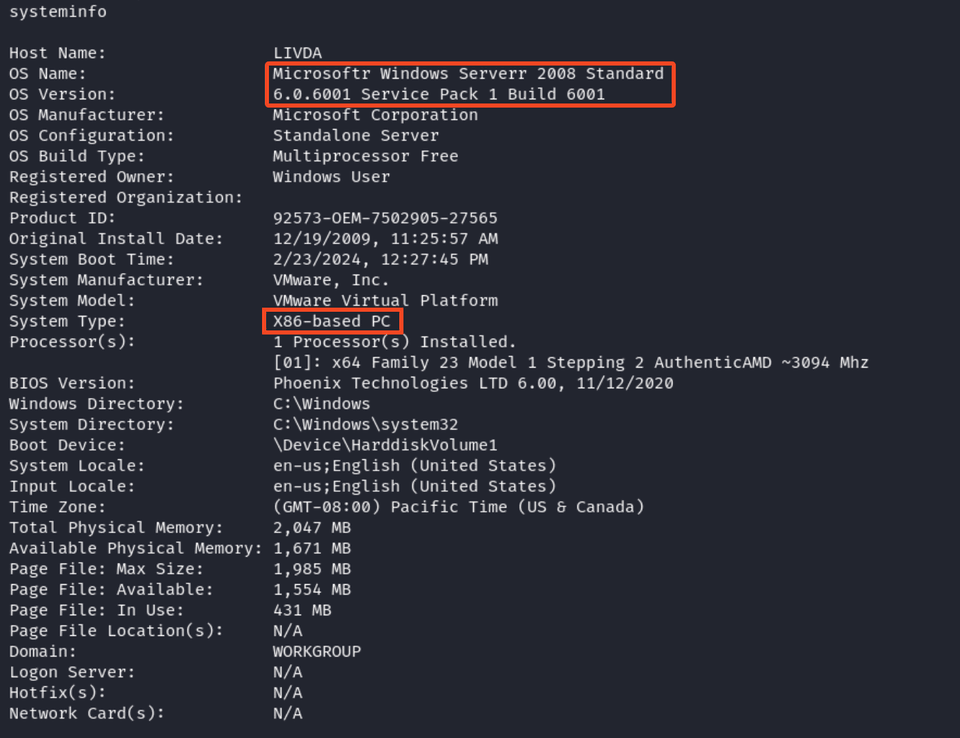 systeminfo
Host Name: LIVDA
OS Name: Microsoftr Windows Serverr 2008 Standard
OS Version: 6.0.6001 Service Pack 1 Build 6001
OS Manufacturer: Microsoft Corporation
OS Configuration: Standalone Server
OS Build Type: Multiprocessor Free
Registered Owner: Windows User
Registered Organization:
Product ID: 92573-OEM-7502905-27565
Original Install Date: 12/19/2009, 11:25:57 AM
System Boot Time: 2/23/2024, 12:27:45 PM
System Manufacturer: VMware, Inc.
System Model: VMware Virtual Platform
System Type: X86-based PC
Processor(s): 1 Processor(s) Installed.
[01]: x64 Family 23 Model 1 Stepping 2 AuthenticAMD ~3094 Mhz
BIOS Version: Phoenix Technologies LTD 6.00, 11/12/2020
Windows Directory: C:\Windows
System Directory: C:\Windows\system32
Boot Device: \Device\HarddiskVolume1
System Locale: en-us;English (United States)
Input Locale: en-us;English (United States)
Time Zone: (GMT-08:00) Pacific Time (US & Canada)
Total Physical Memory: 2,047 MB
Available Physical Memory: 1,671 MB
Page File: Max Size: 1,985 MB
Page File: Available: 1,554 MB
Page File: In Use: 431 MB
Page File Location(s): N/A
Domain: WORKGROUP
Logon Server: N/A
Hotfix(s): N/A
Network Card(s): N/A